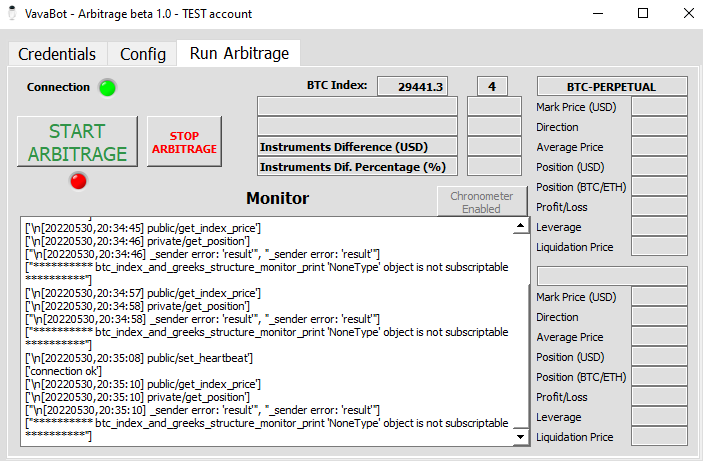 VavaBot - Arbitrage beta 1.0 - TEST account
Credentials
Config
Run Arbitrage
Connection
BTC Index:
29441.3
4
BTC-PERPETUAL
START
ARBITRAGE
STOP
ARBITRAGE
Instruments Difference (USD)
Instruments Dif. Percentage (%)
Mark Price (USD)
Direction
Average Price
Position (USD)
Position (BTC/ETH)
Profit/Loss
Leverage
Liquidation Price
Monitor
Chronometer
Enabled
['\n[20220530,20:34:45] public/get_index_price']
['\n[20220530,20:34:46] private/get_position']
["\n[20220530,20:34:46] _sender error: 'result'", "_sender error: 'result'"]
["********** btc_index_and_greeks_structure_monitor_print 'NoneType' object is not subscriptable
**********"]
['\n[20220530,20:34:57] public/get_index_price']
['\n[20220530,20:34:58] private/get_position']
["\n[20220530,20:34:58] _sender error: 'result'", "_sender error: 'result'"]
["********** btc_index_and_greeks_structure_monitor_print 'NoneType' object is not subscriptable
**********"]
['\n[20220530,20:35:08] public/set_heartbeat']
['connection ok']
['\n[20220530,20:35:10] public/get_index_price']
['\n[20220530,20:35:10] private/get_position']
["\n[20220530,20:35:10] _sender error: 'result'", "_sender error: 'result'"]
["********** btc_index_and_greeks_structure_monitor_print 'NoneType' object is not subscriptable
**********"]
Mark Price (USD)
Direction
Average Price
Position (USD)
Position (BTC/ETH)
Profit/Loss
Leverage
Liquidation Price